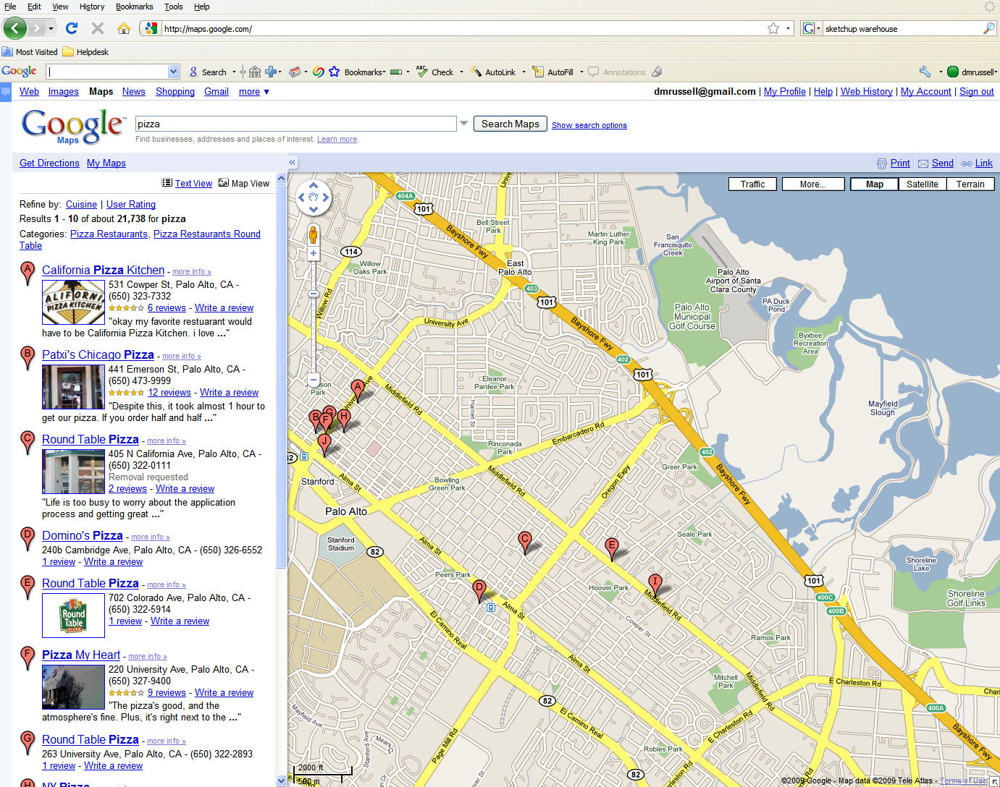 File Edit View History Bookmarks Tools Help
http://maps.google.com/
sketchup warehouse
Most Visited Helpdesk
Google Search Bookmarks Check AutoLink AutoFill Annotations dmrussell
Web Images Maps News Shopping Gmail more ▼
dmrussell@gmail.com | My Profile | Help | Web History | My Account | Sign out
Google Maps
pizza
Search Maps
Show search options
Find businesses, addresses and places of interest. Learn more.
Get Directions My Maps
Print Send Link
Text View Map View
Refine by: Cuisine | User Rating
Results 1 - 10 of about 21,738 for pizza
Categories: Pizza Restaurants, Pizza Restaurants Round
Table
A
California Pizza Kitchen - more info »
531 Cowper St, Palo Alto, CA -
(650) 323-7332
6 reviews - Write a review
"okay my favorite restuarant would
have to be California Pizza Kitchen. i love ..."
B
Patxi's Chicago Pizza - more info »
441 Emerson St, Palo Alto, CA -
(650) 473-9999
12 reviews - Write a review
"Despite this, it took almost 1 hour to
get our pizza. If you order half and half ..."
C
Round Table Pizza - more info »
405 N California Ave, Palo Alto, CA -
(650) 322-0111
Removal requested
2 reviews - Write a review
"Life is too busy to worry about the application
process and getting great ..."
D
Domino's Pizza - more info »
240b Cambridge Ave, Palo Alto, CA - (650) 326-6552
1 review - Write a review
E
Round Table Pizza - more info »
Round
Table
PIZZA
702 Colorado Ave, Palo Alto, CA -
(650) 322-5914
1 review - Write a review
F
Pizza My Heart - more info »
220 University Ave, Palo Alto, CA -
(650) 327-9400
9 reviews - Write a review
"The pizza's good, and the
atmosphere's fine. Plus, it's right next to the ..."
G
Round Table Pizza - more info »
263 University Ave, Palo Alto, CA - (650) 322-2893
1 review - Write a review
NY Pizza
Traffic More... Map Satellite Terrain
404A
101
Bayshore Fwy
Bell Street
Park
Martin Luther
King Park
San
Francisquito
Creek
114
Willow
Oaks Park
East
Palo Alto
Palo Alto
Airport of Santa
Clara County
403
101
PA Duck
Pond
Willow Rd
University Ave
Bayshore Fwy
Palo Alto
Municipal
Golf Course
Byxbee
Recreation
Area
402
101
Eleanor
Pardee Park
Middlefield Rd
Harriet St
Mayfield
Slough
A
B
G
F
H
J
Embarcadero Rd
Rinconada
Park
402
Greer Park
Bayshore Fwy
Stanford
Alma St
Bowling
Green Park
Middlefield Rd
Oregon Expy
Palo Alto
Stanford
Stadium
82
Alma St
C
E
Seale Park
Shoreline
Lake
Peers Park
D
Hoover Park
I
Middlefield Rd
101
400C
400B
Shoreline
Golf Links
Alma St
El Camino Real
Cowper St
Ramos Park
Alma St
Mitchell
Park
Middlefield Rd
E Charleston Rd
82
El Camino Real
400A
Mayfield Ave
Stanford Ave
Page Mill Rd
E Charleston Rd
Robles Park
Bayshore Fwy
82
2000 ft
500 m
©2009 Google - Map data ©2009 Tele Atlas - Terms of Use